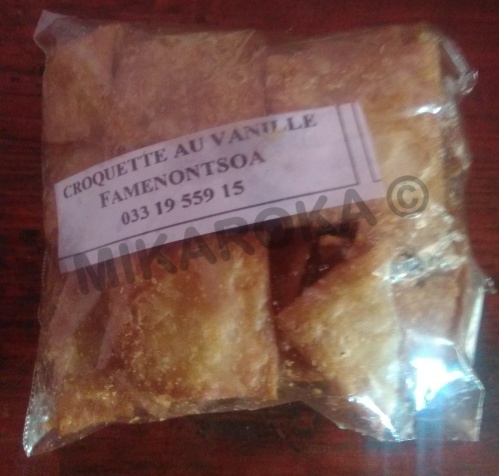 CROQUETTE AU VANILLE
FAMENONTSOA
033 19 559 15
MIKAROKA ©